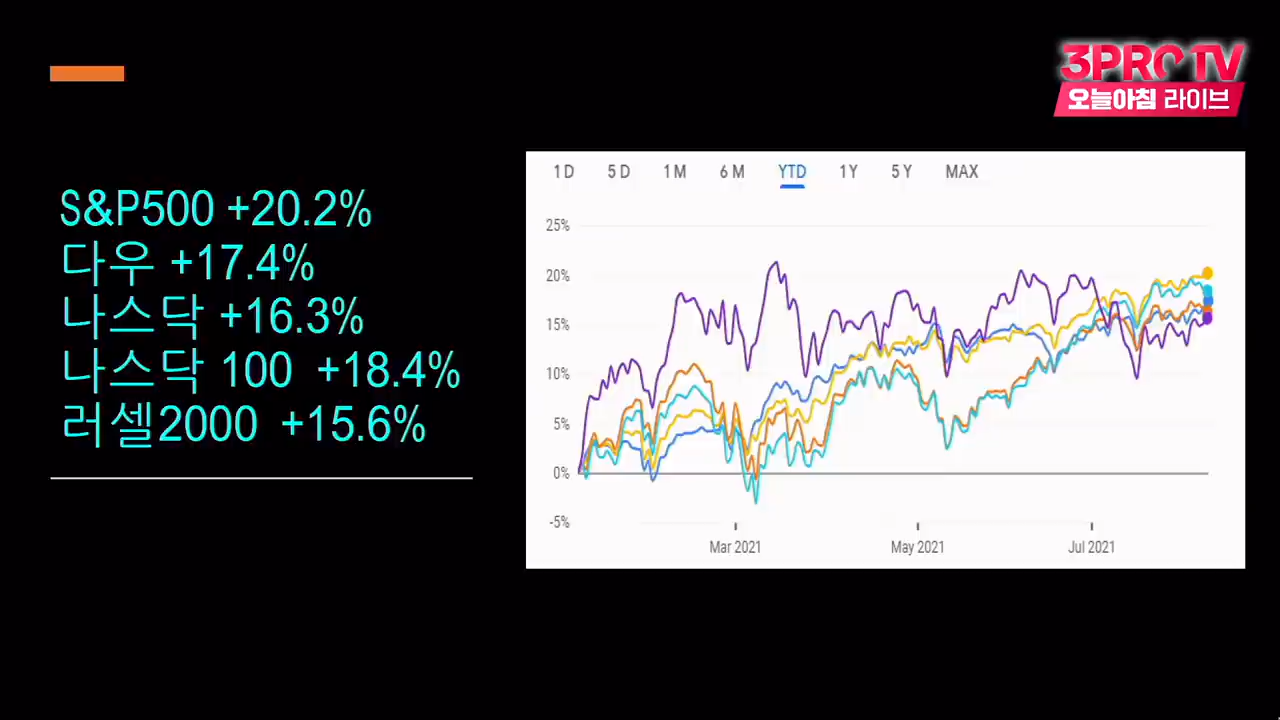 3PRO TV
오늘아침 라이브
S&P500 +20.2%
다우 +17.4%
나스닥 +16.3%
나스닥 100 +18.4%
러셀2000 +15.6%
1D 5D 1M 6M YTD 1Y 5Y MAX
25%
20%
15%
10%
5%
0%
-5%
Mar 2021 May 2021 Jul 2021